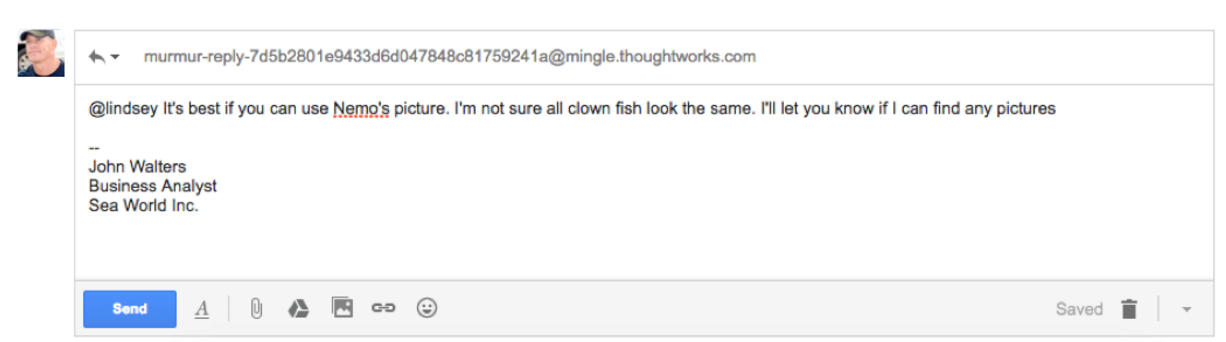 murmur-reply-7d5b2801e9433d6d047848c81759241a@mingle.thoughtworks.com
@lindsey It's best if you can use Nemo's picture. I'm not sure all clown fish look the same. I'll let you know if I can find any pictures
--
John Walters
Business Analyst
Sea World Inc.
Send A Saved